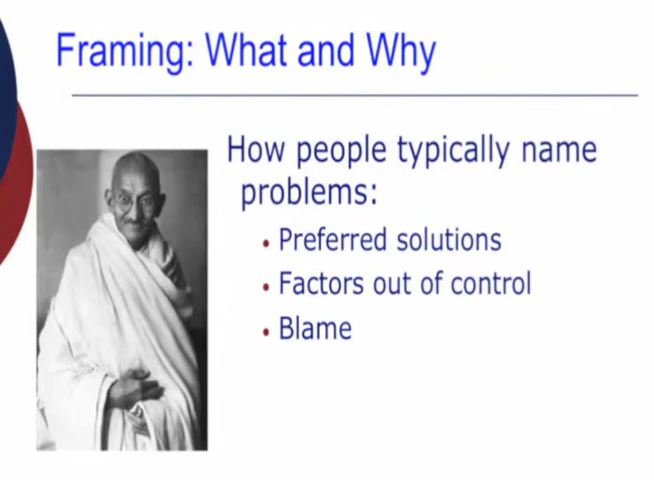 Framing: What and Why
How people typically name
problems:
• Preferred solutions
• Factors out of control
• Blame